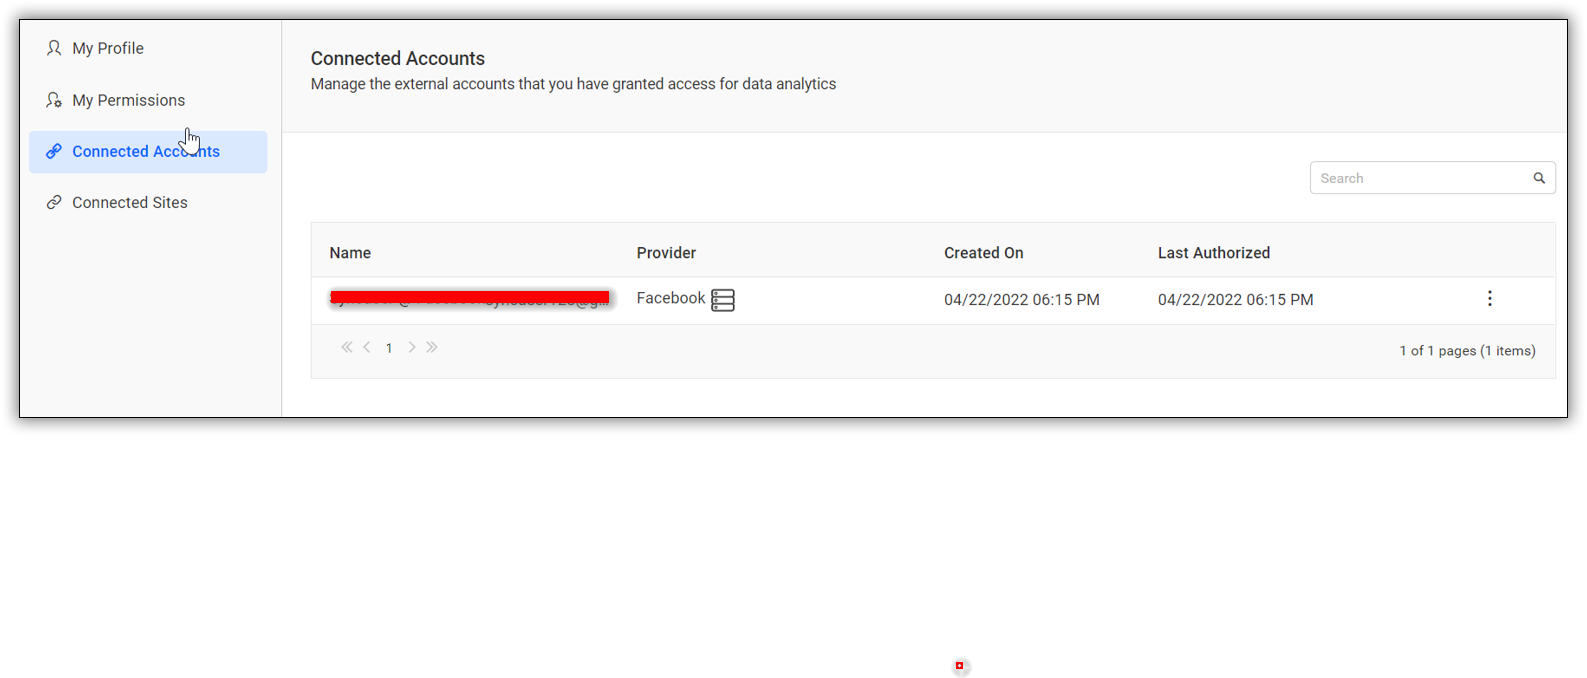 My Profile
My Permissions
Connected Accounts
Connected Sites
Connected Accounts
Manage the external accounts that you have granted access for data analytics
Search
Name Provider Created On Last Authorized
Facebook 04/22/2022 06:15 PM 04/22/2022 06:15 PM
1
1 of 1 pages (1 items)